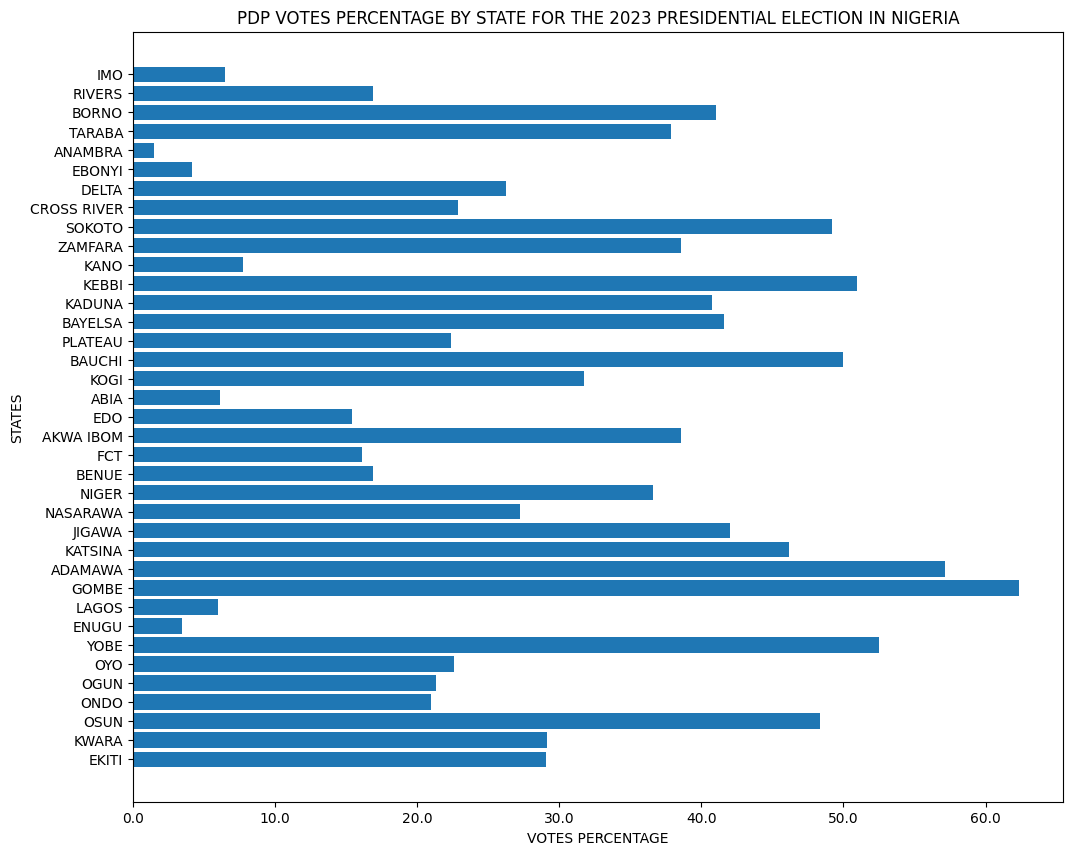 PDP VOTES PERCENTAGE BY STATE FOR THE 2023 PRESIDENTIAL ELECTION IN NIGERIA
IMO
RIVERS
BORNO
TARABA
ANAMBRA
EBONYI
DELTA
CROSS RIVER
SOKOTO
ZAMFARA
KANO
KEBBI
KADUNA
BAYELSA
PLATEAU
BAUCHI
KOGI
ABIA
EDO
AKWA IBOM
FCT
BENUE
NIGER
NASARAWA
JIGAWA
KATSINA
ADAMAWA
GOMBE
LAGOS
ENUGU
YOBE
OYO
OGUN
ONDO
OSUN
KWARA
EKITI
STATES
0.0 10.0 20.0 30.0 40.0 50.0 60.0
VOTES PERCENTAGE